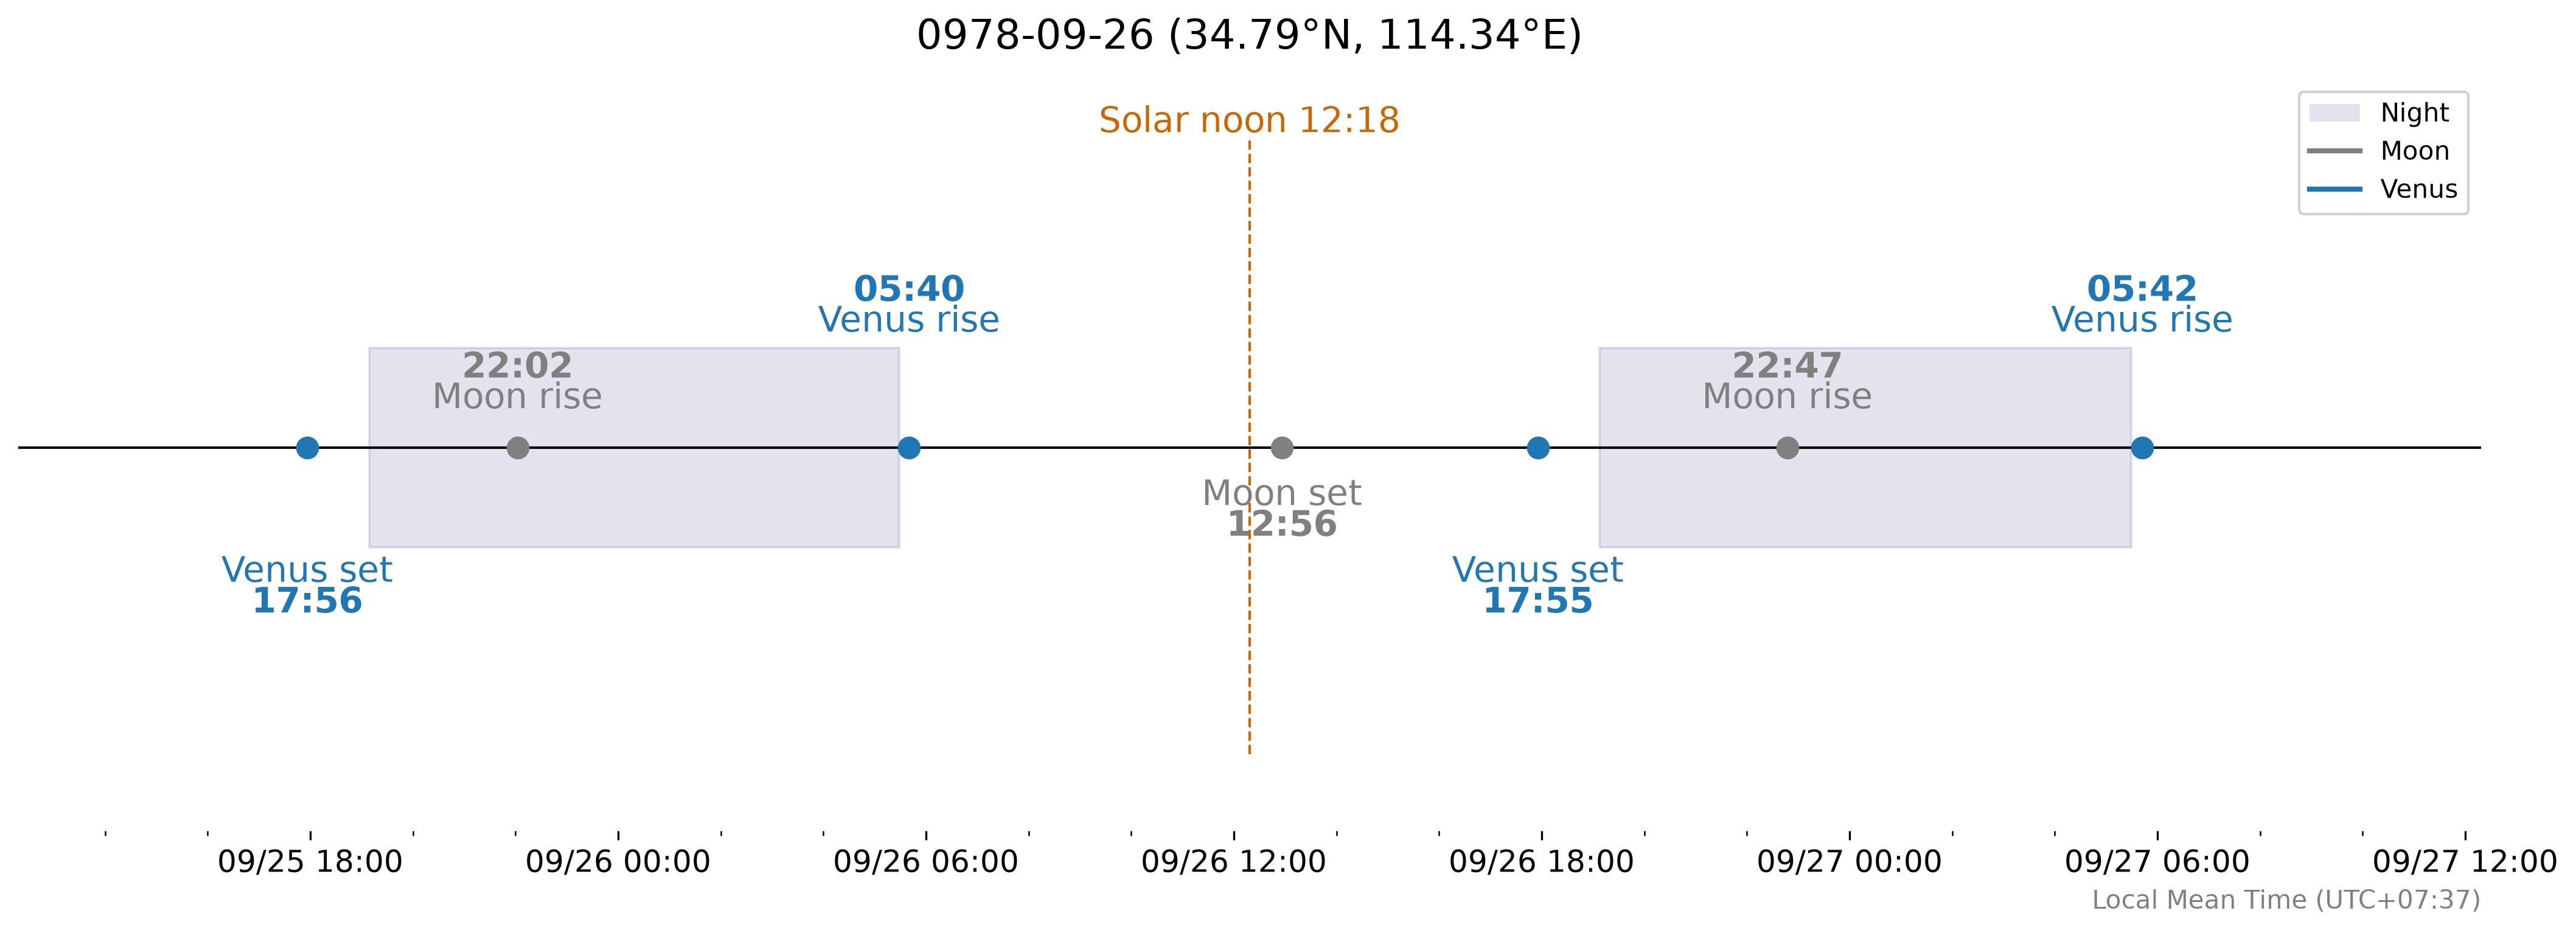 0978-09-26 (34.79°N, 114.34°E)
Solar noon 12:18
Night
Moon
Venus
05:40
Venus rise
05:42
Venus rise
22:02
Moon rise
22:47
Moon rise
Moon set
12:56
Venus set
17:56
Venus set
17:55
09/25 18:00
09/26 00:00
09/26 06:00
09/26 12:00
09/26 18:00
09/27 00:00
09/27 06:00
09/27 12:00
Local Mean Time (UTC+07:37)